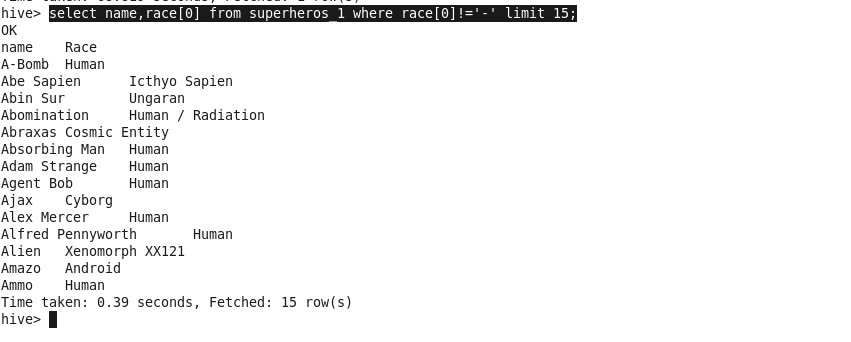 hive> select name,race[0] from superheros_1 where race[0]!='-' limit 15;
OK
name    Race
A-Bomb  Human
Abe Sapien      Icthyo Sapien
Abin Sur        Ungaran
Abomination     Human / Radiation
Abraxas Cosmic Entity
Absorbing Man   Human
Adam Strange    Human
Agent Bob       Human
Ajax    Cyborg
Alex Mercer     Human
Alfred Pennyworth       Human
Alien   Xenomorph XX121
Amazo   Android
Ammo    Human
Time taken: 0.39 seconds, Fetched: 15 row(s)
hive>